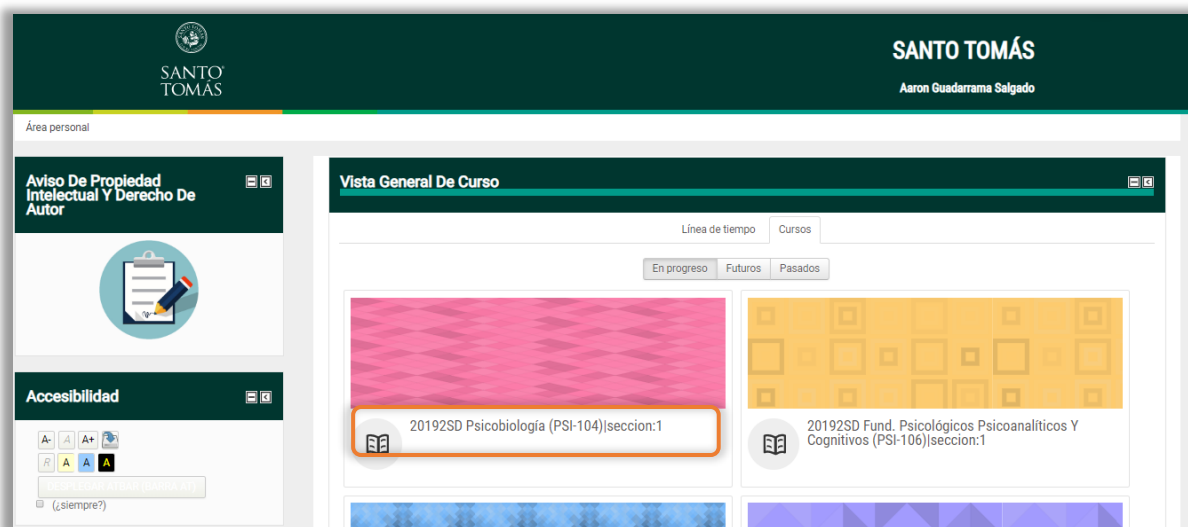 SANTO
TOMÁS
SANTO TOMÁS
Aaron Guadarrama Salgado
Área personal
Aviso De Propiedad
Intelectual Y Derecho De
Autor
Accesibilidad
A- A A+
R A A A
(¿siempre?)
Vista General De Curso
Línea de tiempo Cursos
En progreso Futuros Pasados
20192SD Psicobiología (PSI-104)|seccion:1
20192SD Fund. Psicológicos Psicoanalíticos Y
Cognitivos (PSI-106)|seccion:1